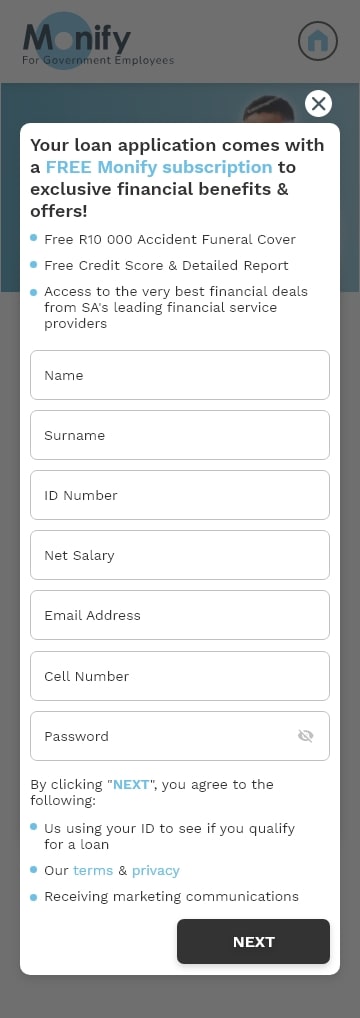 Monify
For Government Employees
Your loan application comes with
a FREE Monify subscription to
exclusive financial benefits &
offers!
Free R10 000 Accident Funeral Cover
Free Credit Score & Detailed Report
Access to the very best financial deals
from SA's leading financial service
providers
Name
Surname
ID Number
Net Salary
Email Address
Cell Number
Password
By clicking "NEXT", you agree to the
following:
Us using your ID to see if you qualify
for a loan
Our terms & privacy
Receiving marketing communications
NEXT